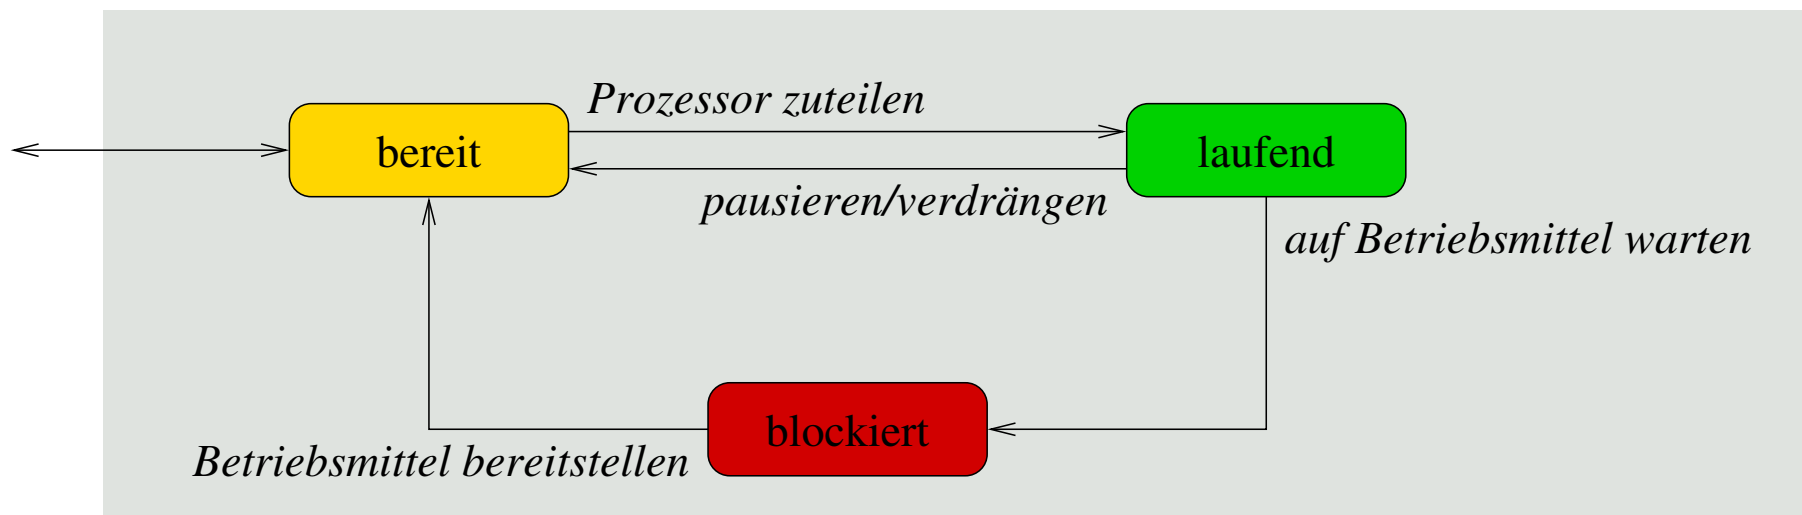 Prozessor zuteilen
bereit
laufend
pausieren/verdrängen
auf Betriebsmittel warten
blockiert
Betriebsmittel bereitstellen